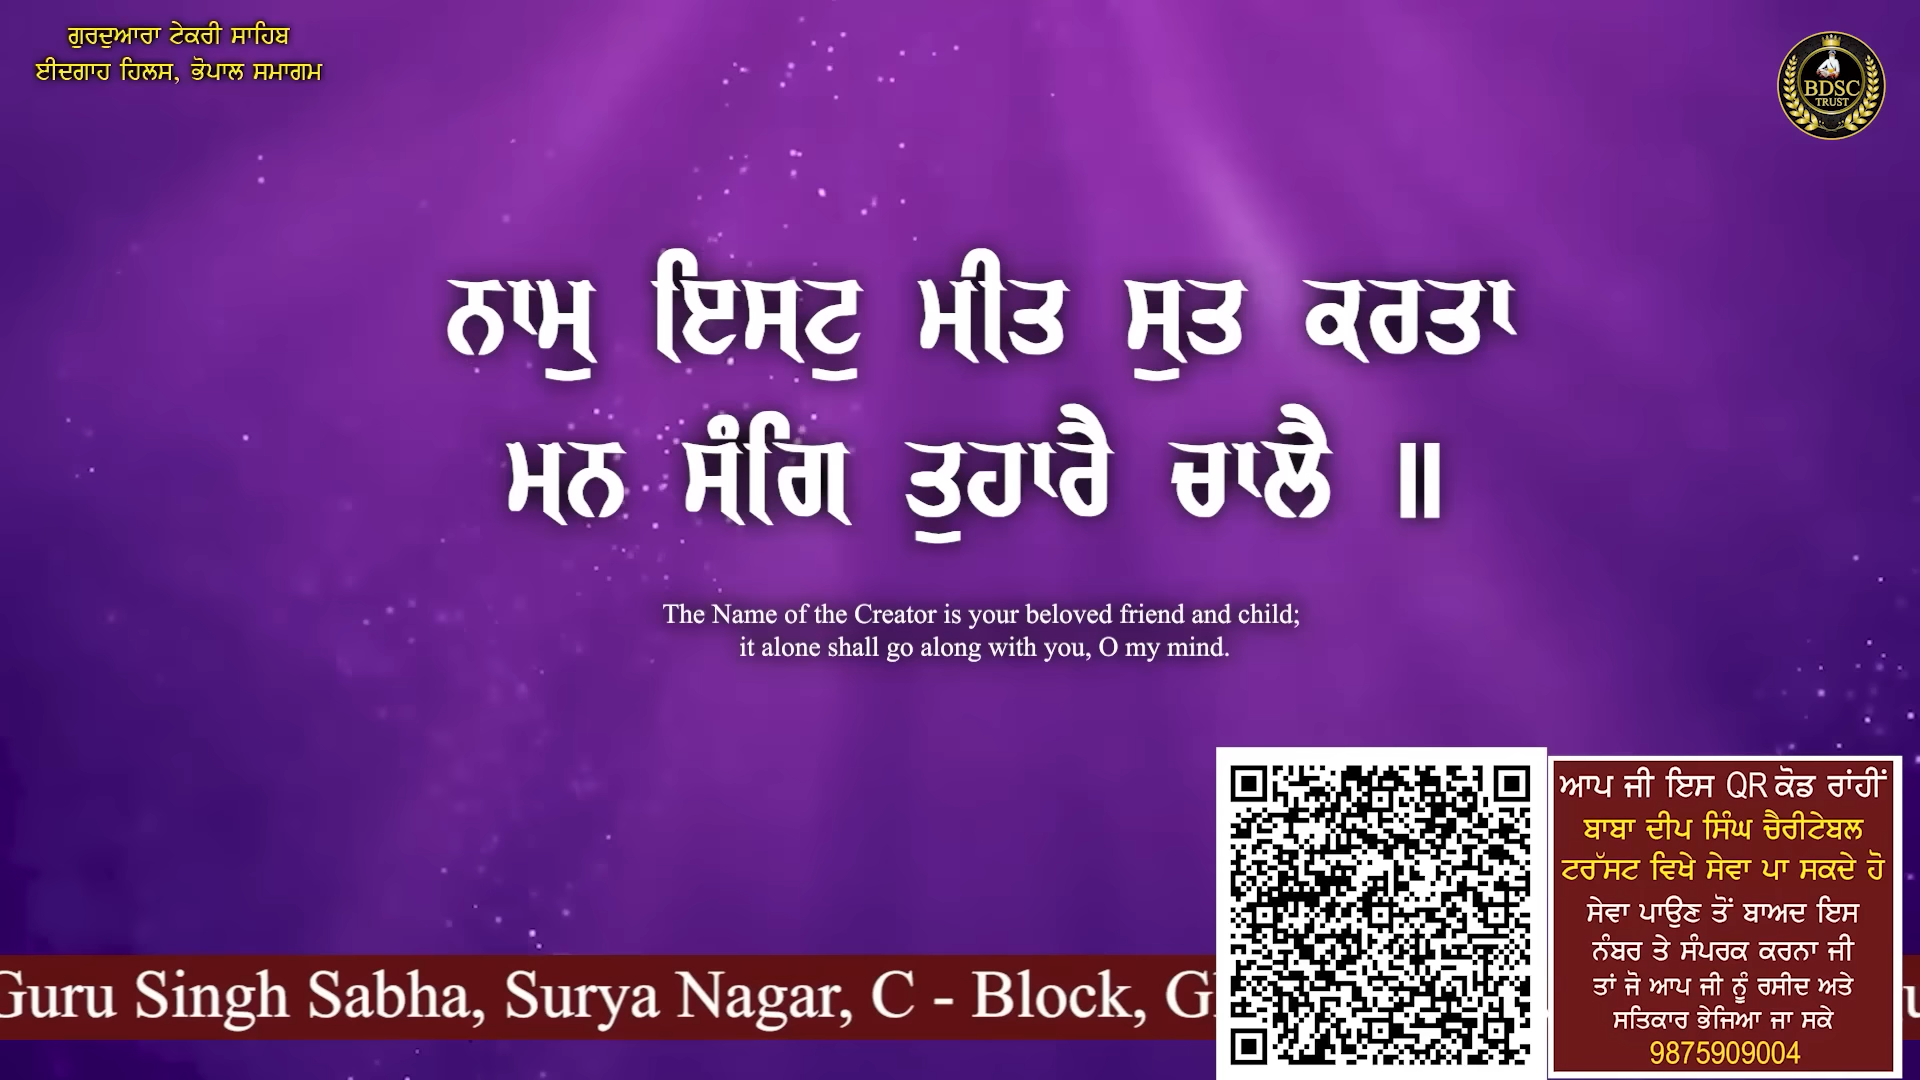 ਗੁਰਦੁਆਰਾ ਟੇਕਰੀ ਸਾਹਿਬ
ਈਦਗਾਹ ਹਿਲਸ, ਭੋਪਾਲ ਸਮਾਗਮ
BDSC
TRUST
ਨਾਮੁ ਇਸਟੁ ਮੀਤ ਸੁਤ ਕਰਤਾ
ਮਨ ਸੰਗਿ ਤੁਹਾਰੈ ਚਾਲੈ ॥
The Name of the Creator is your beloved friend and child;
it alone shall go along with you, O my mind.
ਆਪ ਜੀ ਇਸ QR ਕੋਡ ਰਾਂਹੀਂ
ਬਾਬਾ ਦੀਪ ਸਿੰਘ ਚੈਰੀਟੇਬਲ
ਟਰੱਸਟ ਵਿਖੇ ਸੇਵਾ ਪਾ ਸਕਦੇ ਹੋ
ਸੇਵਾ ਪਾਉਣ ਤੋਂ ਬਾਅਦ ਇਸ
ਨੰਬਰ ਤੇ ਸੰਪਰਕ ਕਰਨਾ ਜੀ
ਤਾਂ ਜੋ ਆਪ ਜੀ ਨੂੰ ਰਸੀਦ ਅਤੇ
ਸਤਿਕਾਰ ਭੇਜਿਆ ਜਾ ਸਕੇ
9875909004
Guru Singh Sabha, Surya Nagar, C - Block,